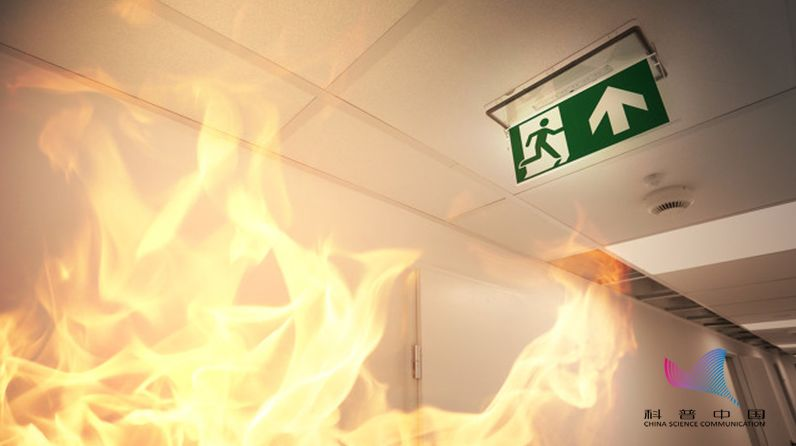 科普中国
CHINA SCIENCE COMMUNICATION